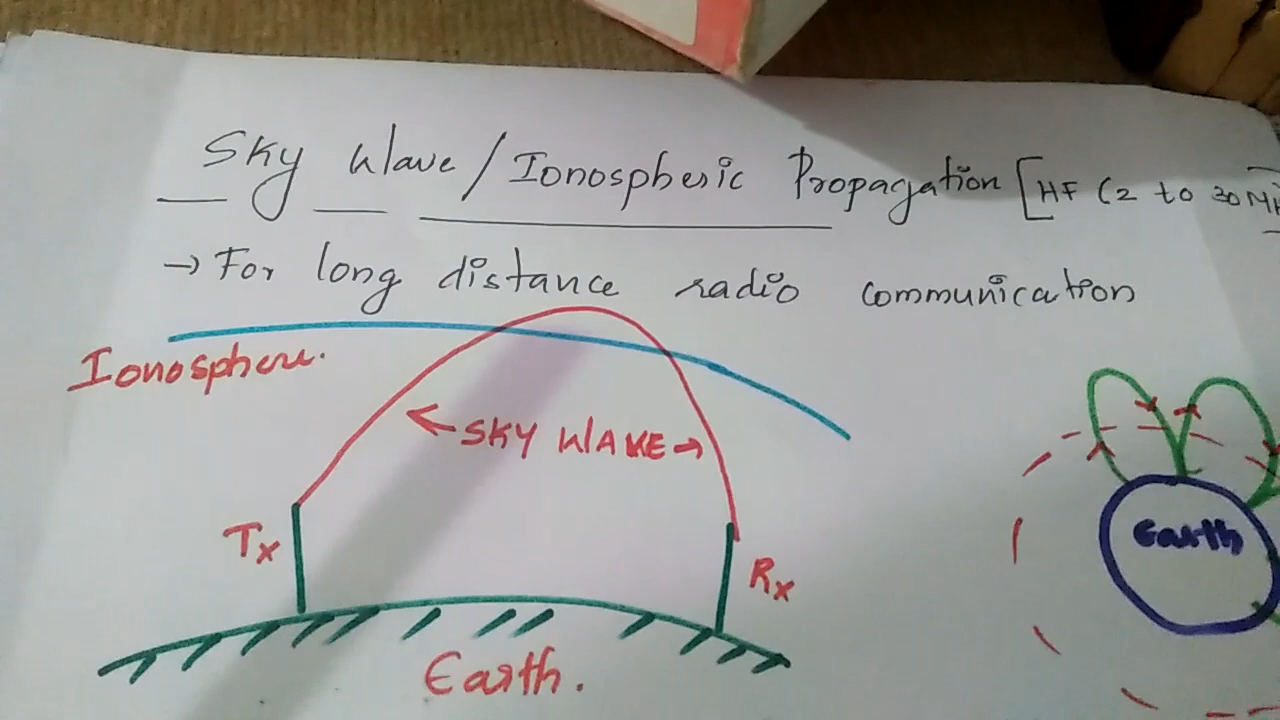 Sky Wave / Ionospheric Propagation [HF (2 to 30 MH
→ For long distance radio communication
Ionosphere.
← SKY WAVE →
Tx
Rx
Earth.
Earth